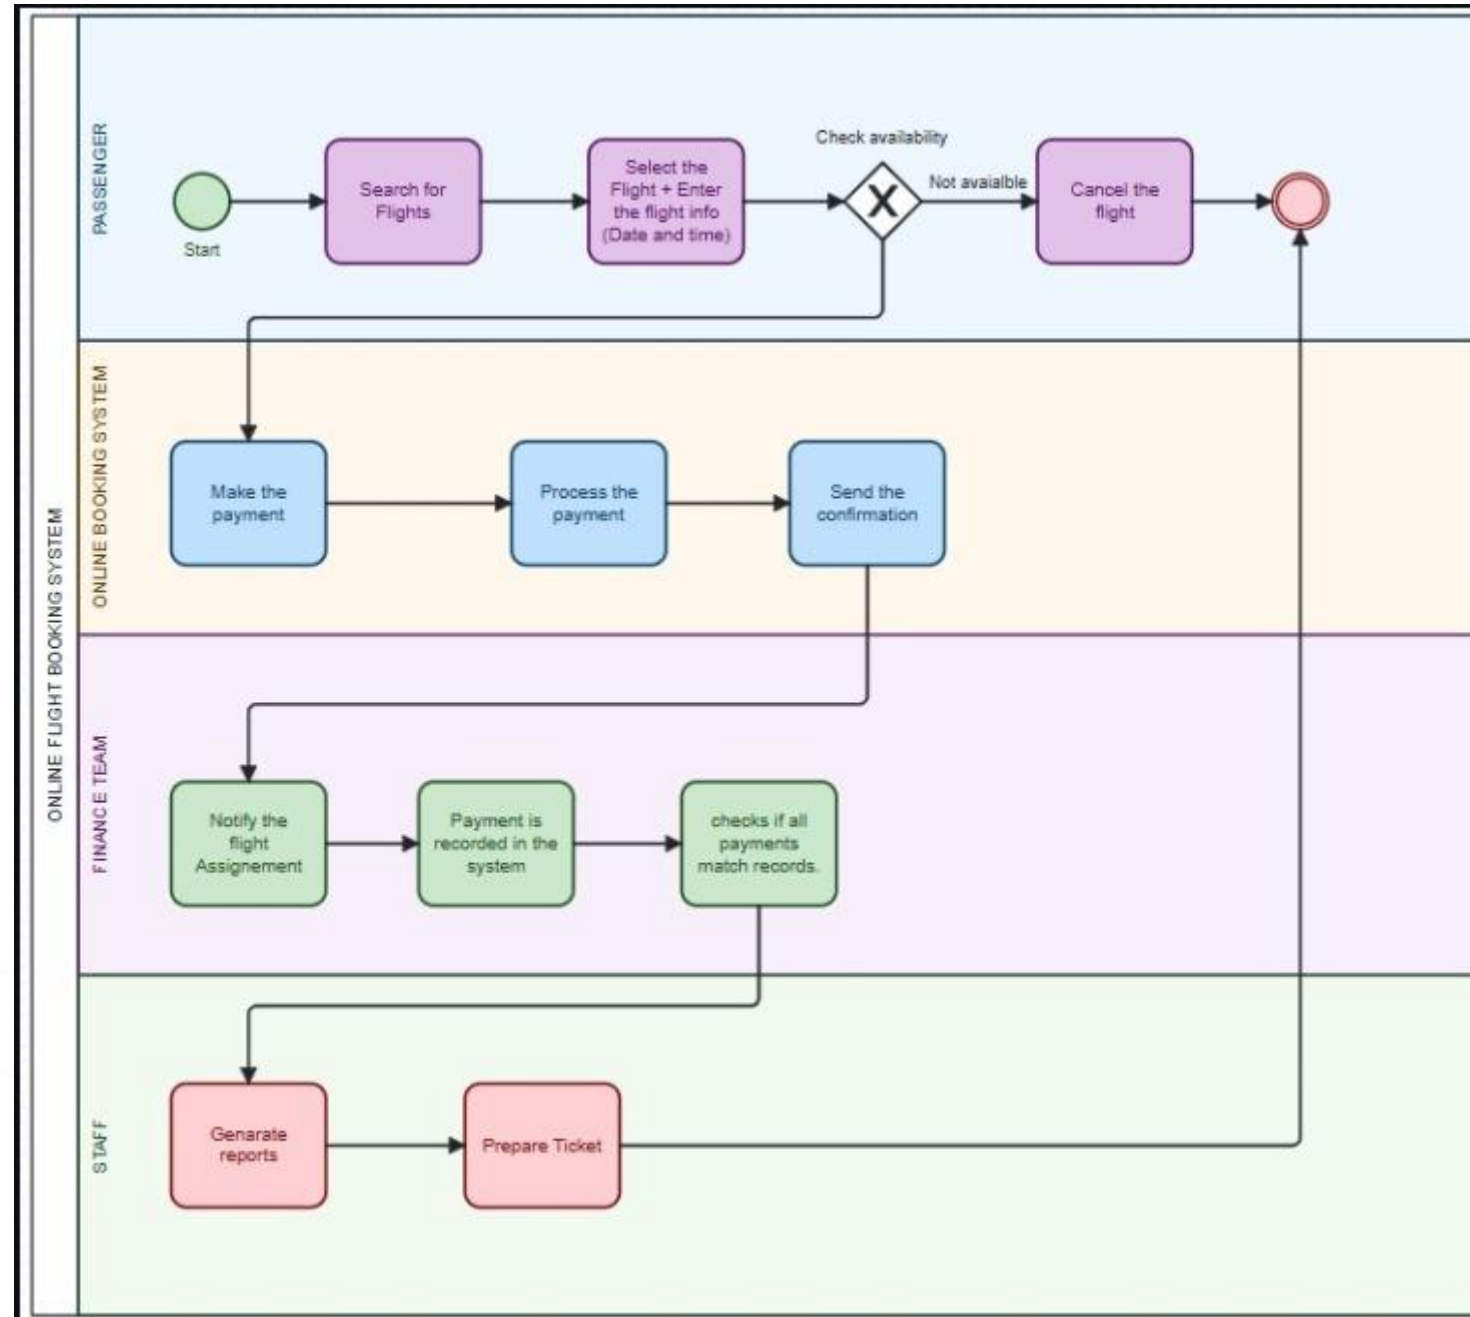 ONLINE FLIGHT BOOKING SYSTEM
PASSENGER
Start
Search for
Flights
Select the
Flight + Enter
the flight info
(Date and time)
Check availability
Not avaialble
Cancel the
flight
ONLINE BOOKING SYSTEM
Make the
payment
Process the
payment
Send the
confirmation
FINANCE TEAM
Notify the
flight
Assignement
Payment is
recorded in the
system
checks if all
payments
match records.
STAFF
Genarate
reports
Prepare Ticket